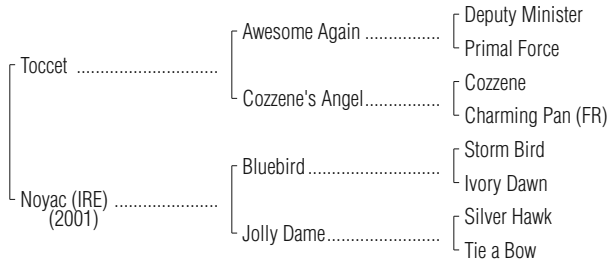 Deputy Minister
Awesome Again ................
Primal Force
Toccet ..............................
Cozzene
Cozzene's Angel................
Charming Pan (FR)
Storm Bird
Bluebird ............................
Ivory Dawn
Noyac (IRE) ......................
(2001)
Silver Hawk
Jolly Dame........................
Tie a Bow